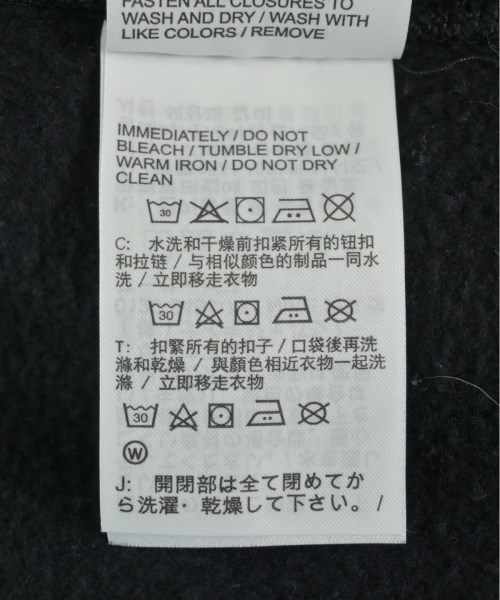 FASTEN ALL CLOSURES TO
WASH AND DRY / WASH WITH
LIKE COLORS / REMOVE
IMMEDIATELY / DO NOT
BLEACH / TUMBLE DRY LOW /
WARM IRON / DO NOT DRY
CLEAN
30
C: 水洗和干燥前扣紧所有的钮扣
和拉链 / 与相似颜色的制品一同水
洗 / 立即移走衣物
30
T: 扣緊所有的扣子 / 口袋後再洗
滌和乾燥 / 與顏色相近衣物一起洗
滌 / 立即移走衣物
30
W
J: 開閉部は全て閉めてか
ら洗濯・乾燥して下さい。 /